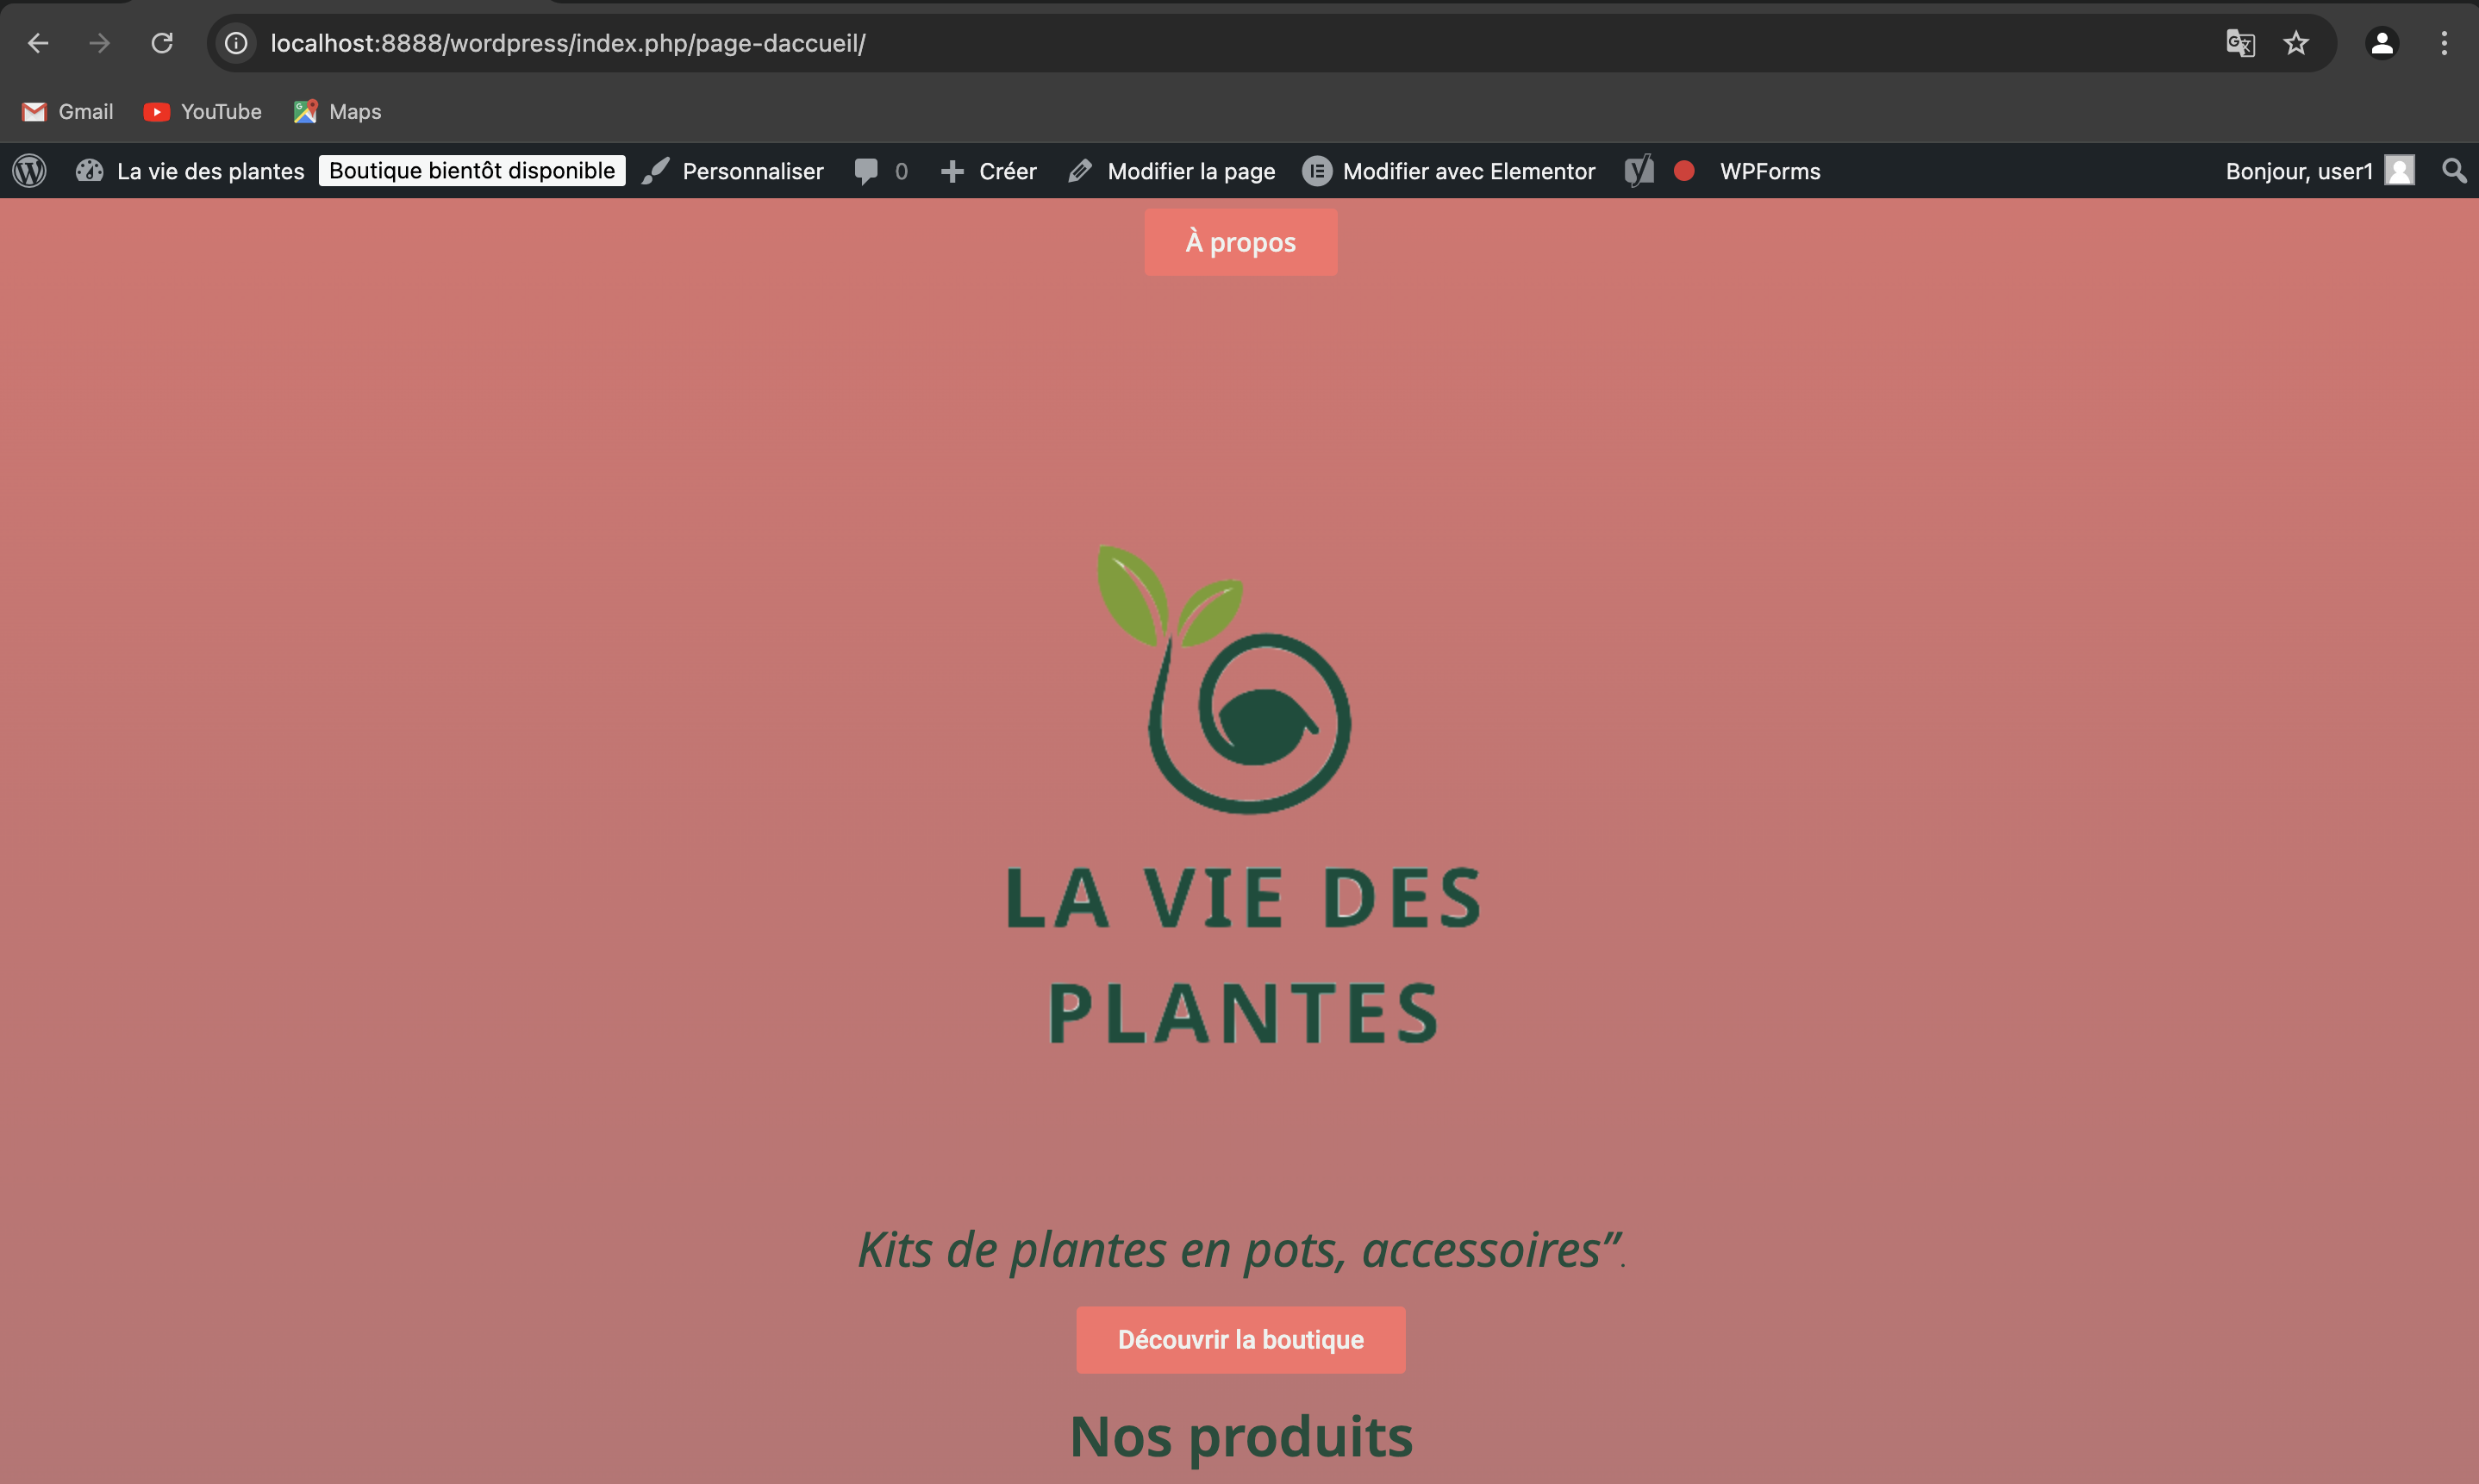 localhost:8888/wordpress/index.php/page-daccueil/
Gmail YouTube Maps
La vie des plantes Boutique bientôt disponible Personnaliser 0 Créer Modifier la page Modifier avec Elementor WPForms Bonjour, user1
À propos
LA VIE DES
PLANTES
Kits de plantes en pots, accessoires”.
Découvrir la boutique
Nos produits